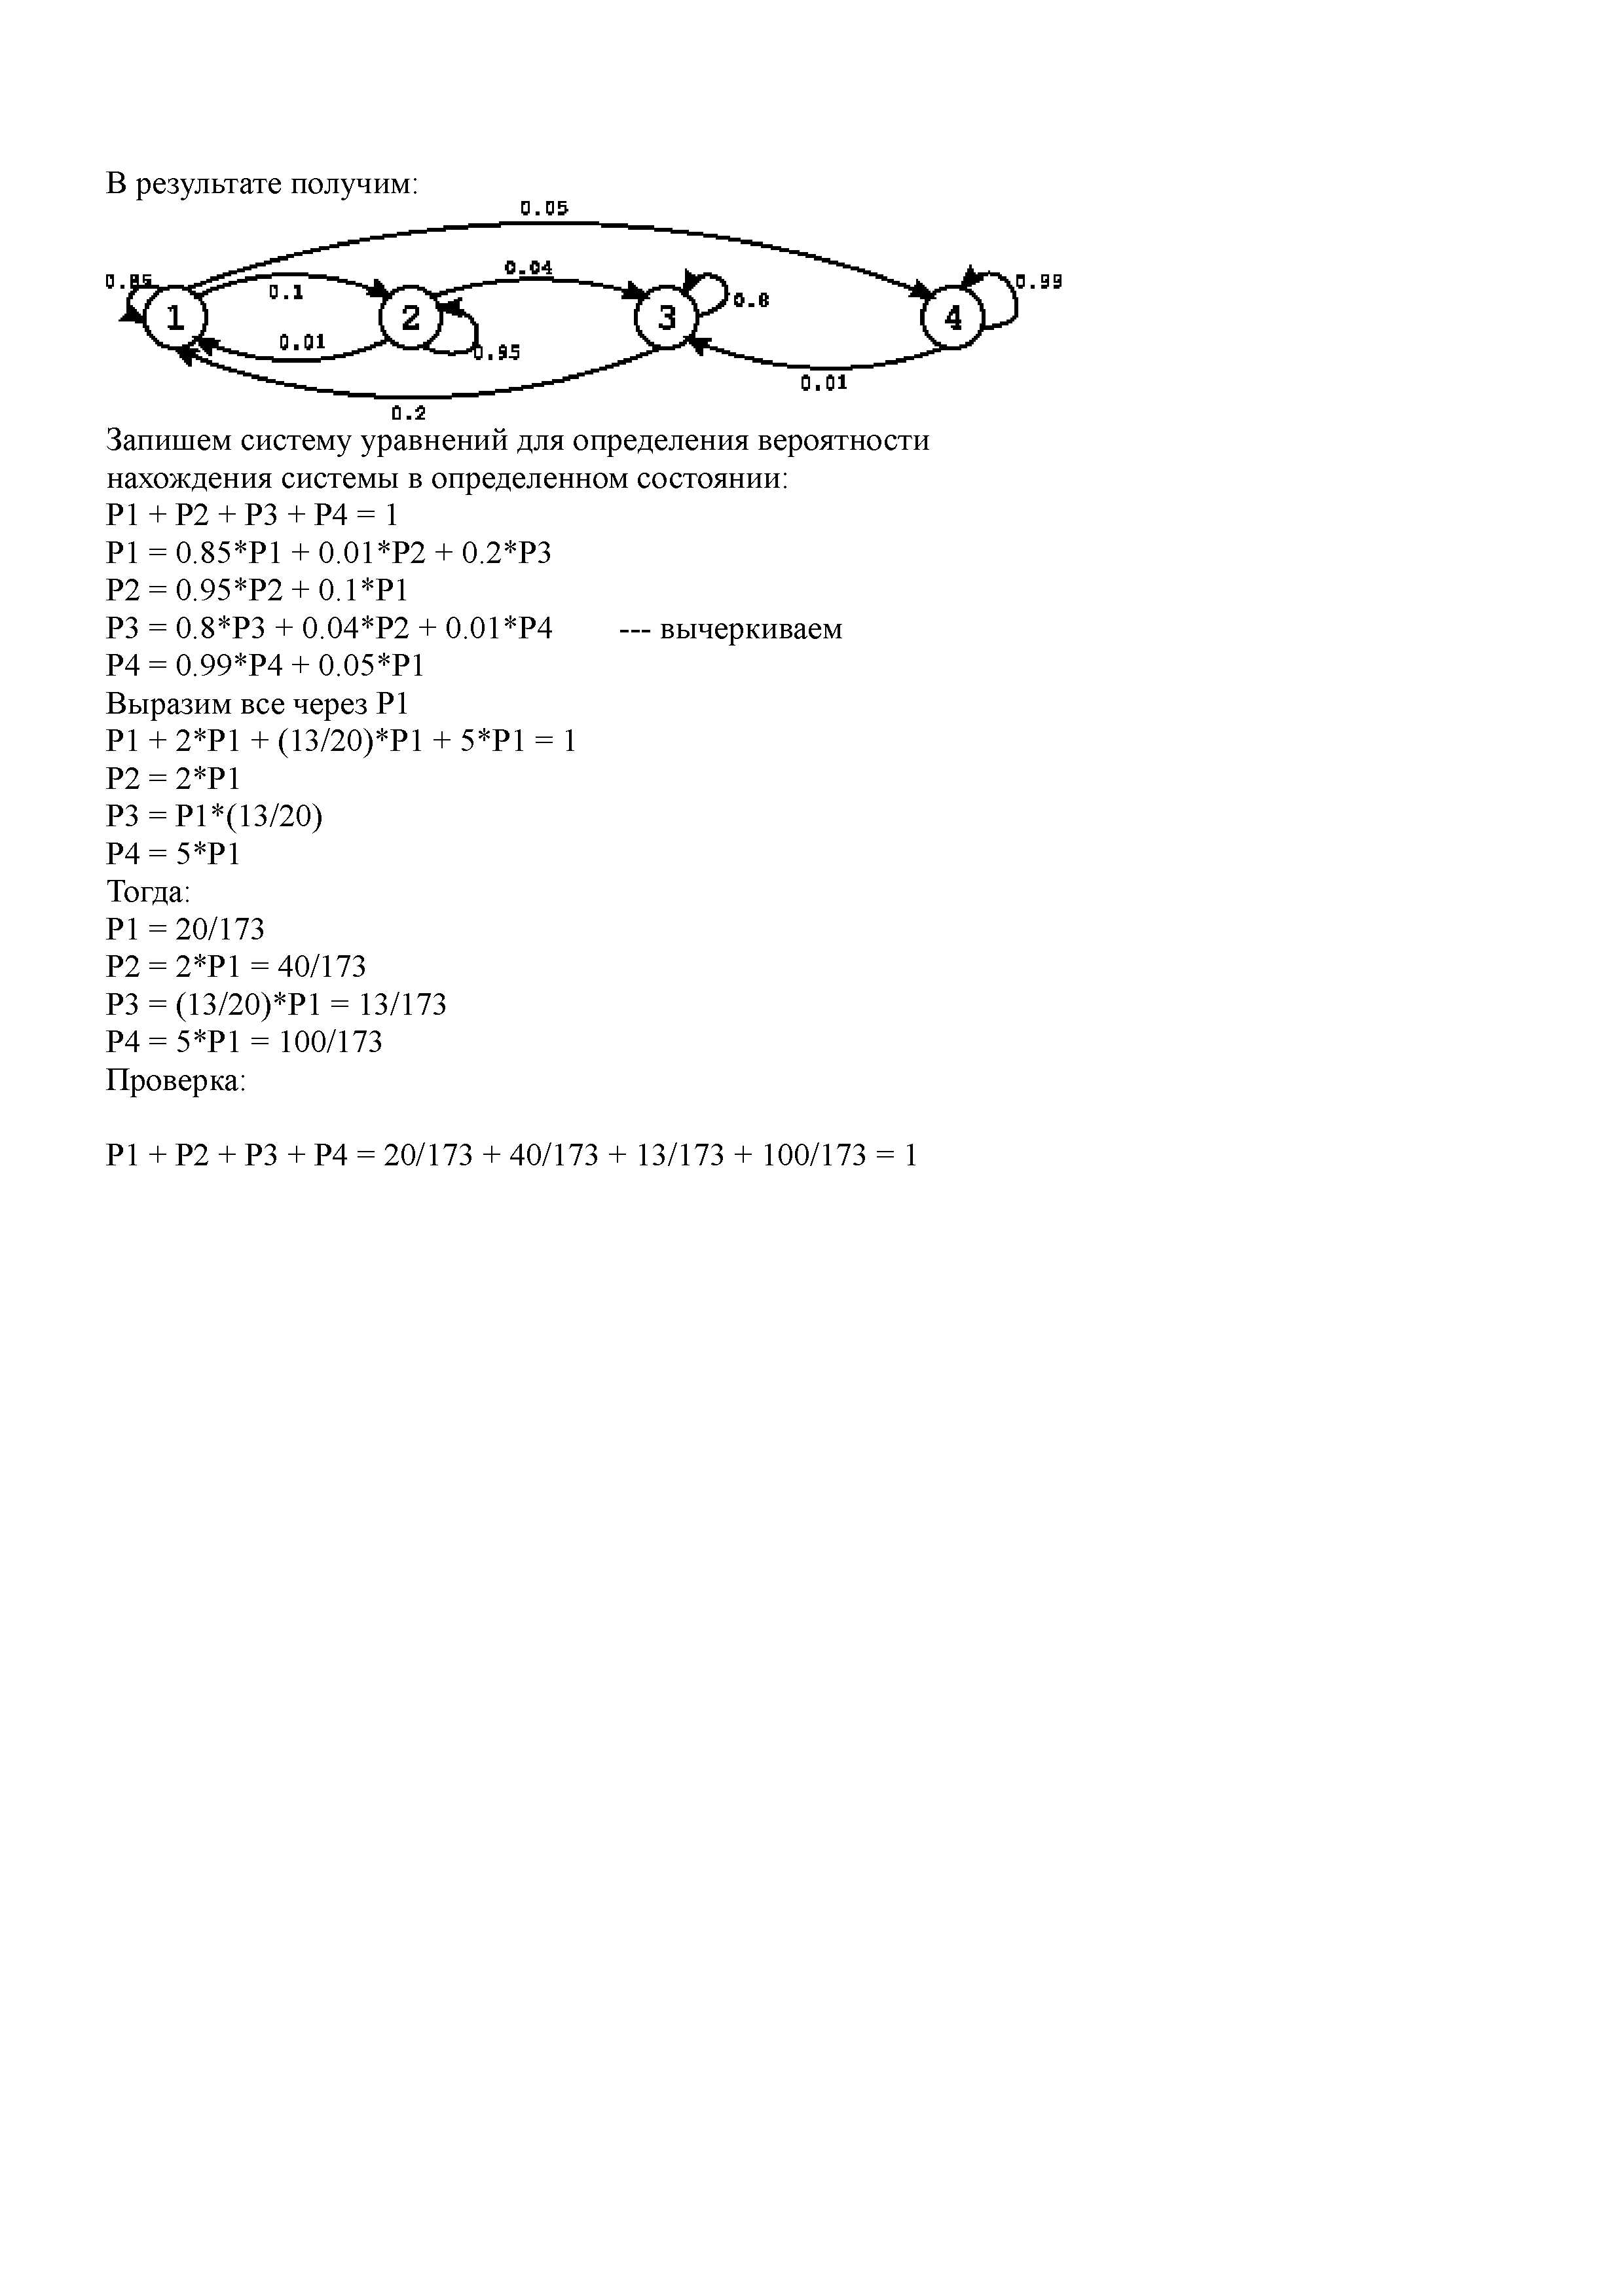 В результате получим:
0.05
0.85
0.1
0.04
0.8
0.99
1
2
3
4
0.01
0.95
0.01
0.2
Запишем систему уравнений для определения вероятности
нахождения системы в определенном состоянии:
P1 + P2 + P3 + P4 = 1
P1 = 0.85*P1 + 0.01*P2 + 0.2*P3
P2 = 0.95*P2 + 0.1*P1
P3 = 0.8*P3 + 0.04*P2 + 0.01*P4 --- вычеркиваем
P4 = 0.99*P4 + 0.05*P1
Выразим все через P1
P1 + 2*P1 + (13/20)*P1 + 5*P1 = 1
P2 = 2*P1
P3 = P1*(13/20)
P4 = 5*P1
Тогда:
P1 = 20/173
P2 = 2*P1 = 40/173
P3 = (13/20)*P1 = 13/173
P4 = 5*P1 = 100/173
Проверка:
P1 + P2 + P3 + P4 = 20/173 + 40/173 + 13/173 + 100/173 = 1